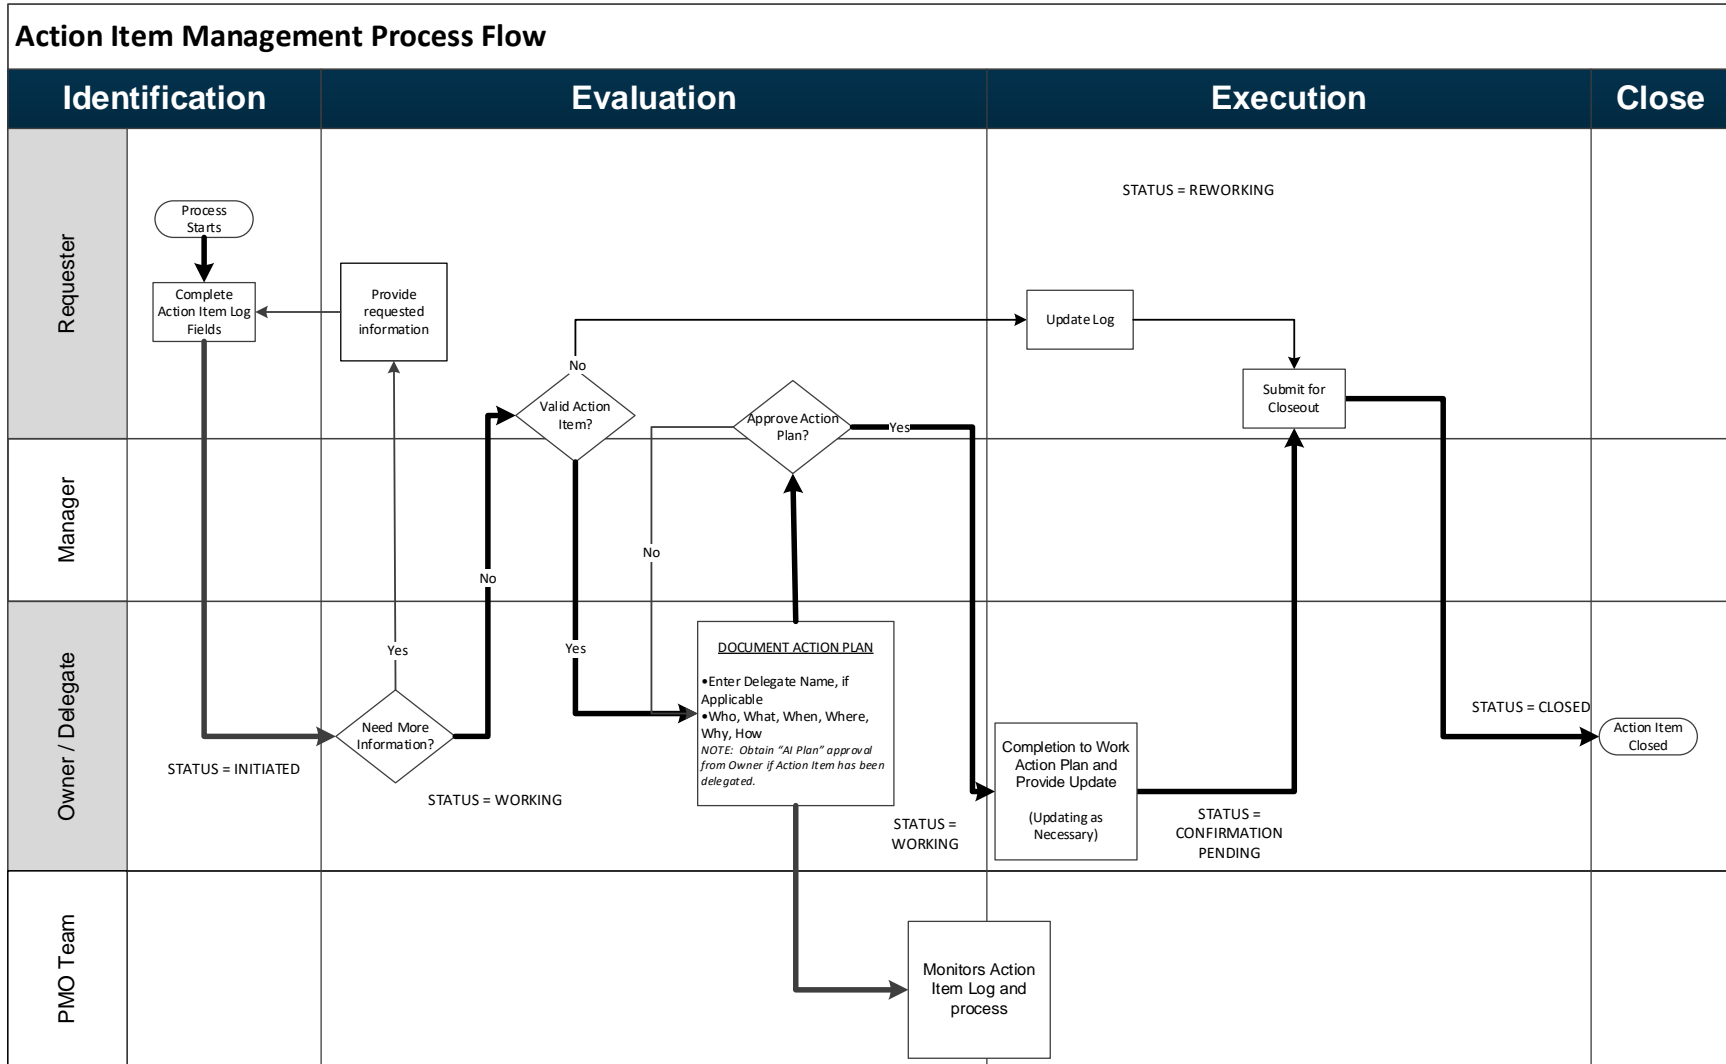 Action Item Management Process Flow
Identification
Evaluation
Execution
Close
Requester
Process
Starts
Complete
Action Item Log
Fields
Provide
requested
information
No
Valid Action
Item?
Approve Action
Plan?
Yes
STATUS = REWORKING
Update Log
Submit for
Closeout
Manager
No
No
Owner / Delegate
Yes
Need More
Information?
STATUS = INITIATED
STATUS = WORKING
Yes
DOCUMENT ACTION PLAN
•Enter Delegate Name, if
Applicable
•Who, What, When, Where,
Why, How
NOTE: Obtain “AI Plan” approval
from Owner if Action Item has been
delegated.
STATUS =
WORKING
Completion to Work
Action Plan and
Provide Update
(Updating as
Necessary)
STATUS =
CONFIRMATION
PENDING
STATUS = CLOSED
Action Item
Closed
PMO Team
Monitors Action
Item Log and
process